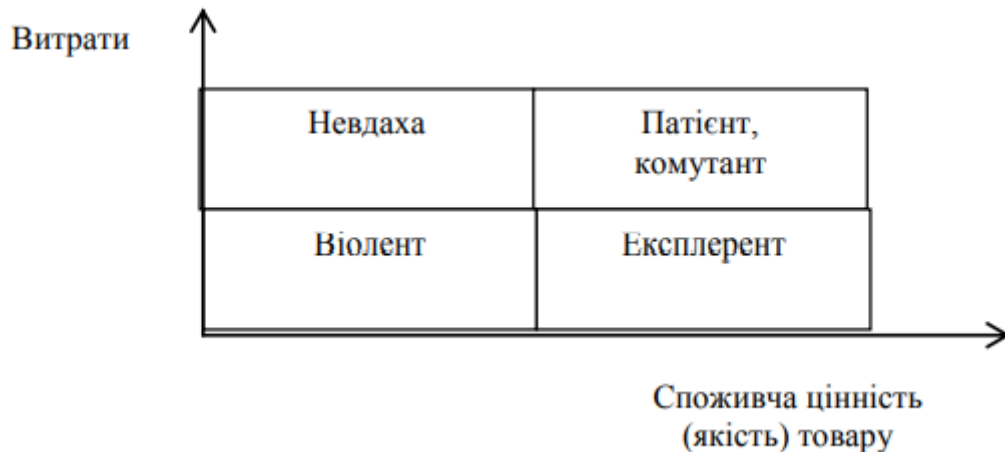 Витрати
Невдаха
Патієнт,
комутант
Віолент
Експлерент
Споживча цінність
(якість) товару